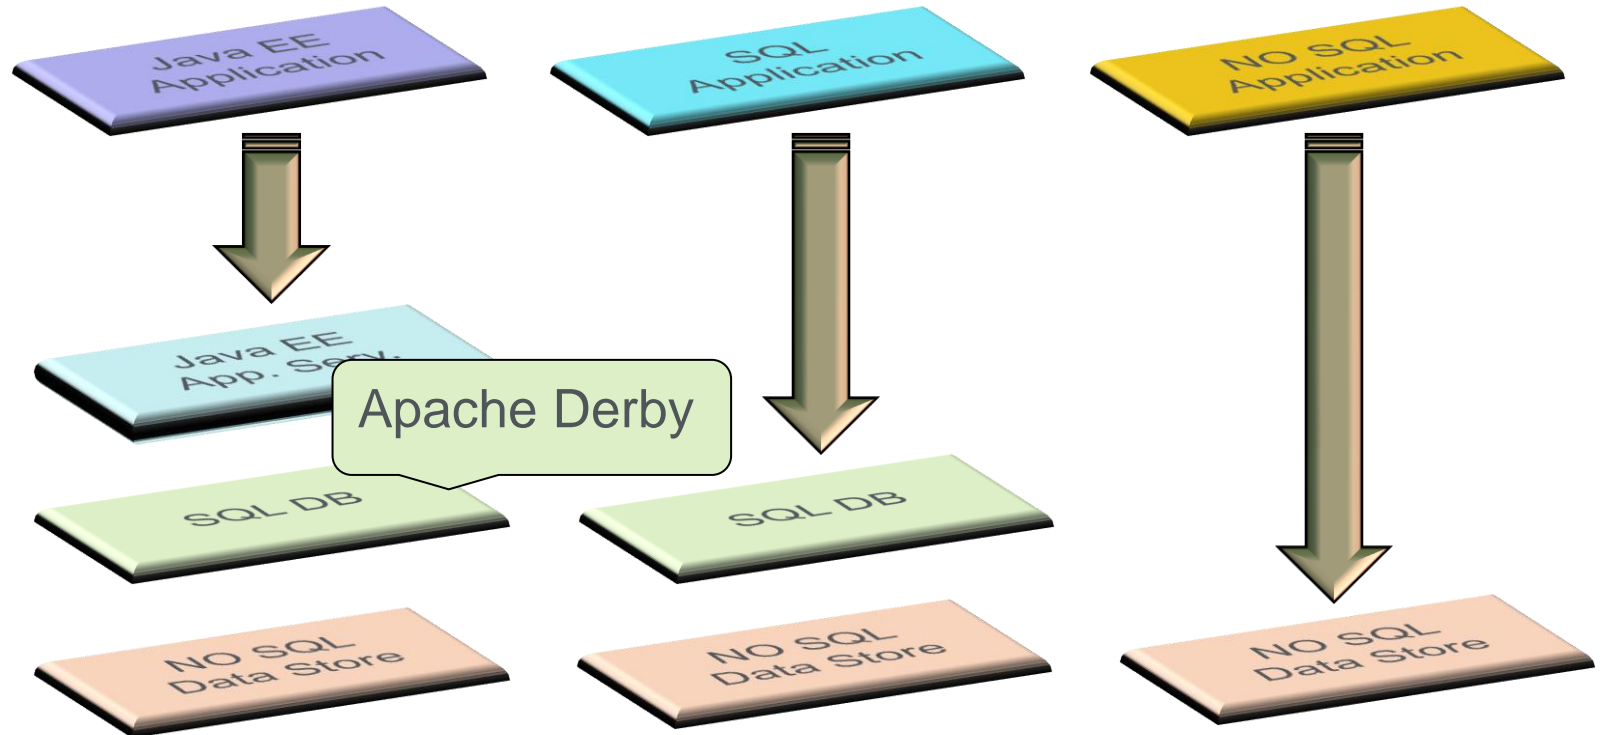 Java EE
Application
SQL
Application
NO SQL
Application
Java EE
App. Serv.
Apache Derby
SQL DB
SQL DB
NO SQL
Data Store
NO SQL
Data Store
NO SQL
Data Store